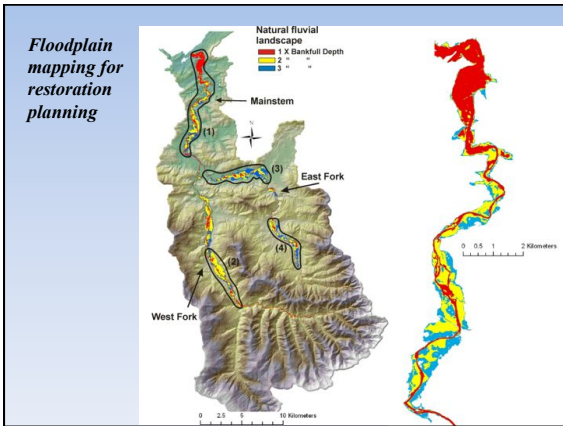 Floodplain
mapping for
restoration
planning
Natural fluvial
landscape
1 X Bankfull Depth
2 " "
3 " "
Mainstem
N
(1)
(3)
East Fork
(4)
(2)
West Fork
0 0.5 1 2 Kilometers
0 2.5 5 10 Kilometers